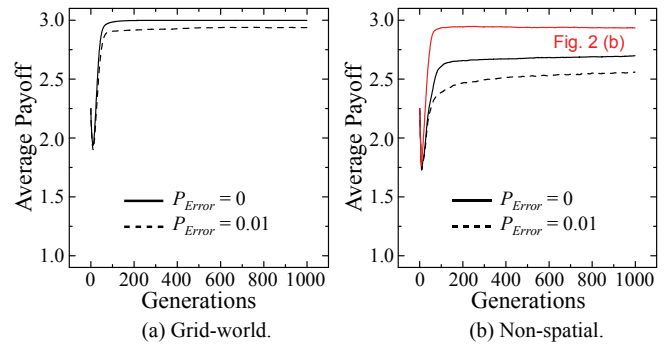 Average Payoff
3.0
2.5
2.0
1.5
1.0
P_Error = 0
P_Error = 0.01
0 200 400 600 800 1000
Generations
(a) Grid-world.
Average Payoff
3.0
2.5
2.0
1.5
1.0
Fig. 2 (b)
P_Error = 0
P_Error = 0.01
0 200 400 600 800 1000
Generations
(b) Non-spatial.